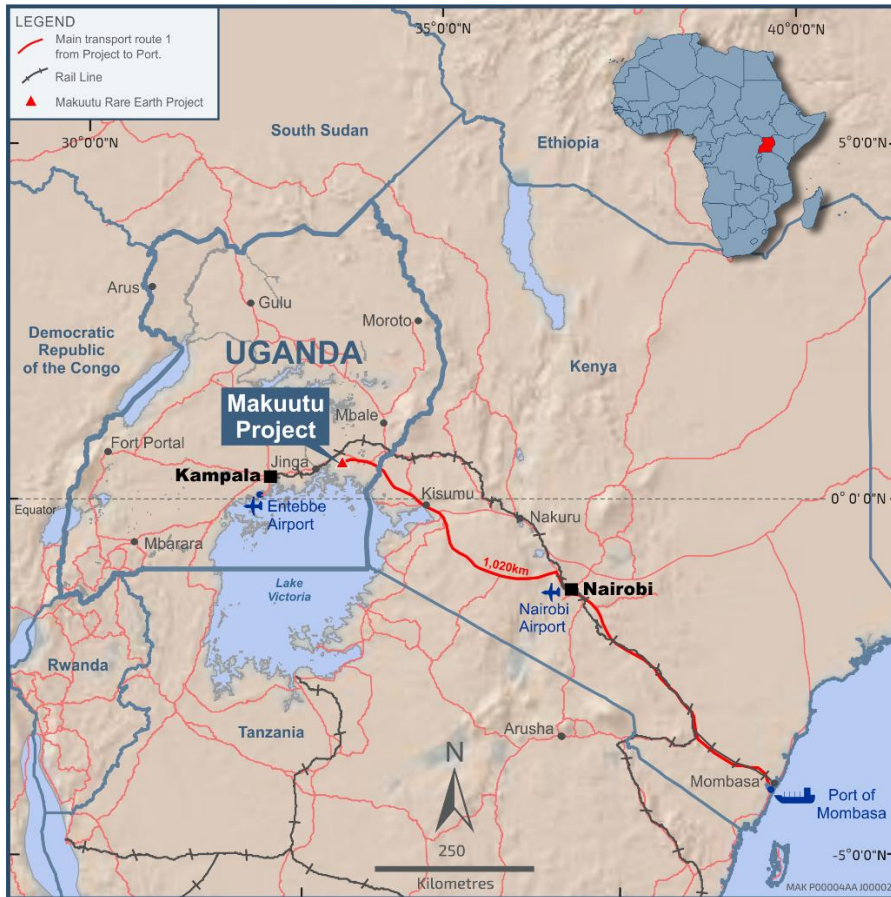 LEGEND
Main transport route 1
from Project to Port.
Rail Line
Makuutu Rare Earth Project
35°0'0"N
40°0'0"N
30°0'0"N
5°0'0"N
South Sudan
Ethiopia
Arus
Gulu
Moroto
Democratic
Republic
of the Congo
UGANDA
Kenya
Makuutu
Project
Mbale
Fort Portal
Jinga
Kampala
Kisumu
Equator
0°0'0"N
Entebbe
Airport
Nakuru
Mbarara
1,020km
Lake
Victoria
Nairobi
Nairobi
Airport
Rwanda
Tanzania
Arusha
N
Mombasa
Port of
Mombasa
250
Kilometres
-5°0'0"N
MAK P00004AA J00002